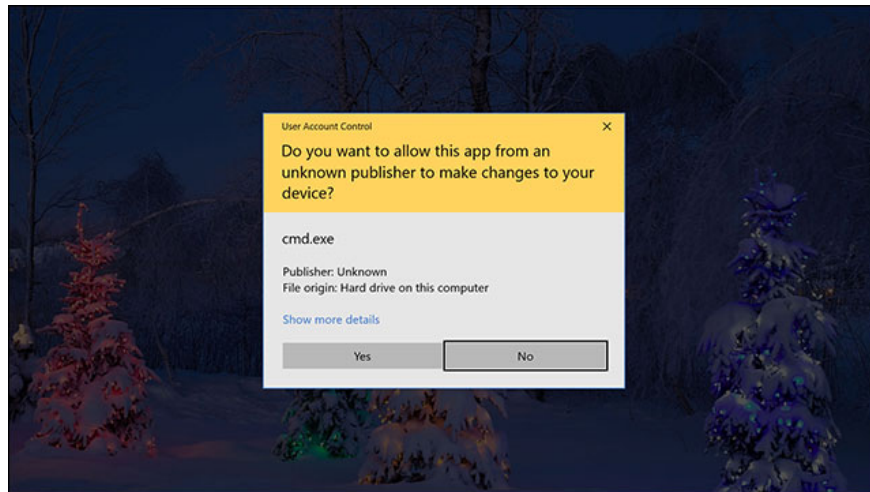 User Account Control
Do you want to allow this app from an
unknown publisher to make changes to your
device?
cmd.exe
Publisher: Unknown
File origin: Hard drive on this computer
Show more details
Yes
No